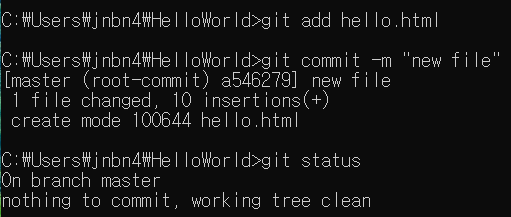 C:₩Users₩jnbn4₩HelloWorld>git add hello.html
C:₩Users₩jnbn4₩HelloWorld>git commit -m "new file"
[master (root-commit) a546279] new file
 1 file changed, 10 insertions(+)
 create mode 100644 hello.html
C:₩Users₩jnbn4₩HelloWorld>git status
On branch master
nothing to commit, working tree clean